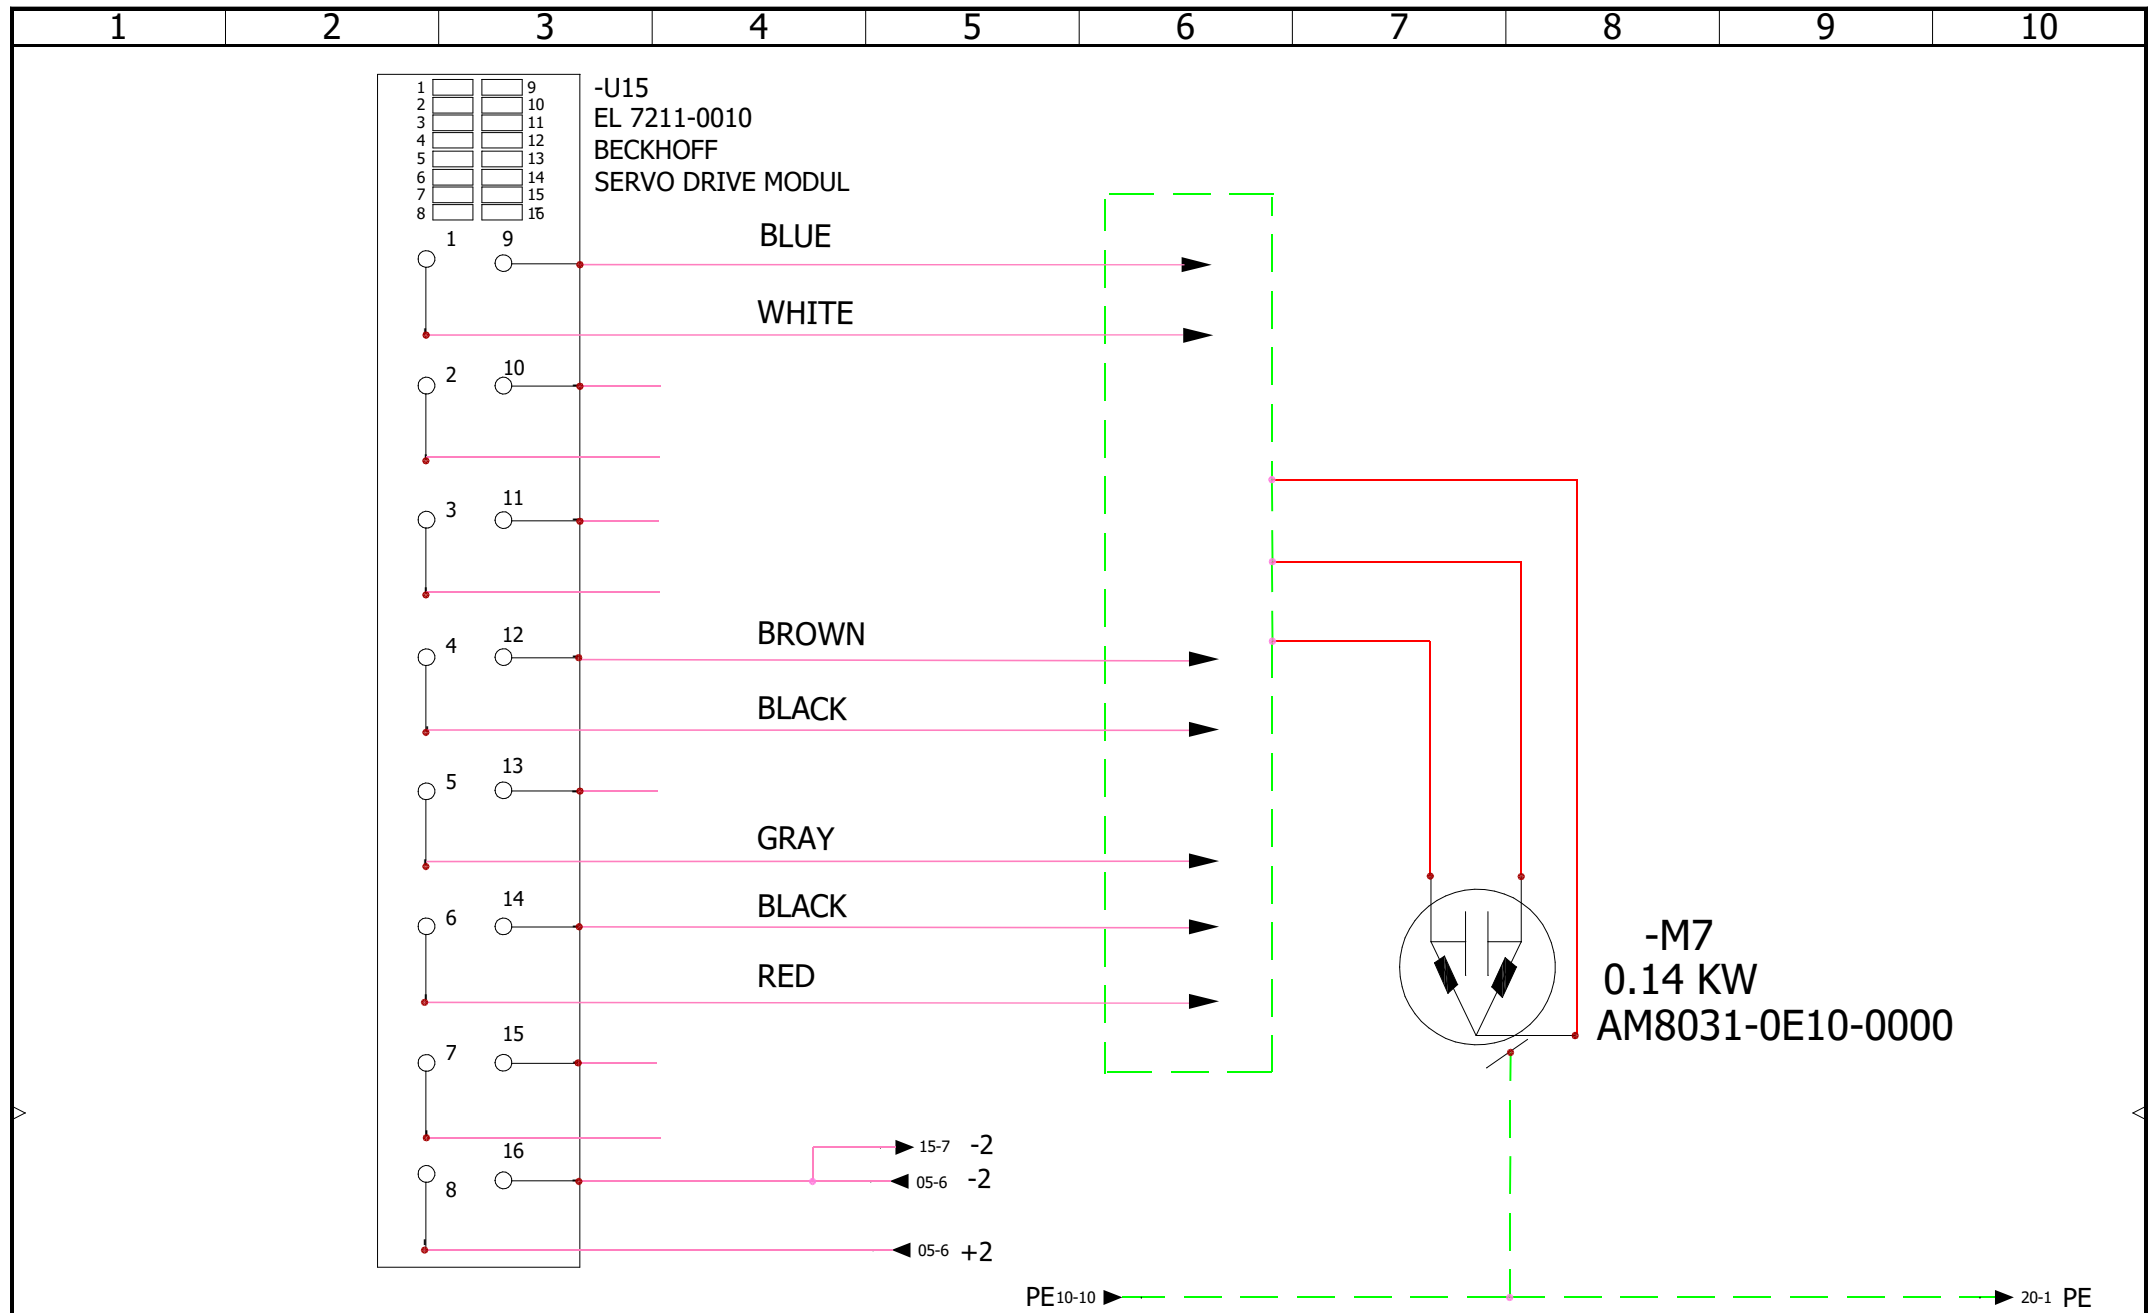 1 2 3 4 5 6 7 8 9 10
1 9
2 10
3 11
4 12
5 13
6 14
7 15
8 16
-U15
EL 7211-0010
BECKHOFF
SERVO DRIVE MODUL
1 9
BLUE
WHITE
2 10
3 11
4 12
BROWN
BLACK
5 13
GRAY
6 14
BLACK
RED
-M7
0.14 KW
AM8031-0E10-0000
7 15
8 16
15-7 -2
05-6 -2
05-6 +2
PE 10-10
20-1 PE